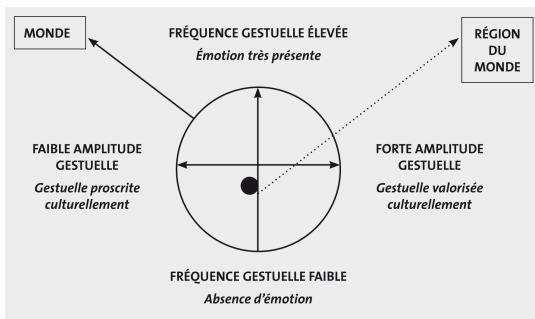 MONDE
FRÉQUENCE GESTUELLE ÉLEVÉE
Émotion très présente
RÉGION
DU
MONDE
FAIBLE AMPLITUDE
GESTUELLE
Gestuelle proscrite
culturellement
FORTE AMPLITUDE
GESTUELLE
Gestuelle valorisée
culturellement
FRÉQUENCE GESTUELLE FAIBLE
Absence d'émotion